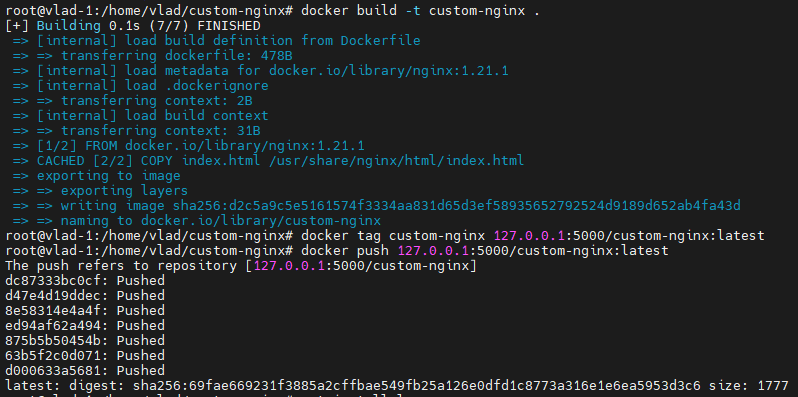 root@vlad-1:/home/vlad/custom-nginx# docker build -t custom-nginx .
[+] Building 0.1s (7/7) FINISHED
=> [internal] load build definition from Dockerfile
=> => transferring dockerfile: 478B
=> [internal] load metadata for docker.io/library/nginx:1.21.1
=> [internal] load .dockerignore
=> => transferring context: 2B
=> [internal] load build context
=> => transferring context: 31B
=> [1/2] FROM docker.io/library/nginx:1.21.1
=> CACHED [2/2] COPY index.html /usr/share/nginx/html/index.html
=> exporting to image
=> => exporting layers
=> => writing image sha256:d2c5a9c5e5161574f3334aa831d65d3ef58935652792524d9189d652ab4fa43d
=> => naming to docker.io/library/custom-nginx
root@vlad-1:/home/vlad/custom-nginx# docker tag custom-nginx 127.0.0.1:5000/custom-nginx:latest
root@vlad-1:/home/vlad/custom-nginx# docker push 127.0.0.1:5000/custom-nginx:latest
The push refers to repository [127.0.0.1:5000/custom-nginx]
dc87333bc0cf: Pushed
d47e4d19ddec: Pushed
8e58314e4a4f: Pushed
ed94af62a494: Pushed
875b5b50454b: Pushed
63b5f2c0d071: Pushed
d000633a5681: Pushed
latest: digest: sha256:69fae669231f3885a2cffbae549fb25a126e0dfd1c8773a316e1e6ea5953d3c6 size: 1777